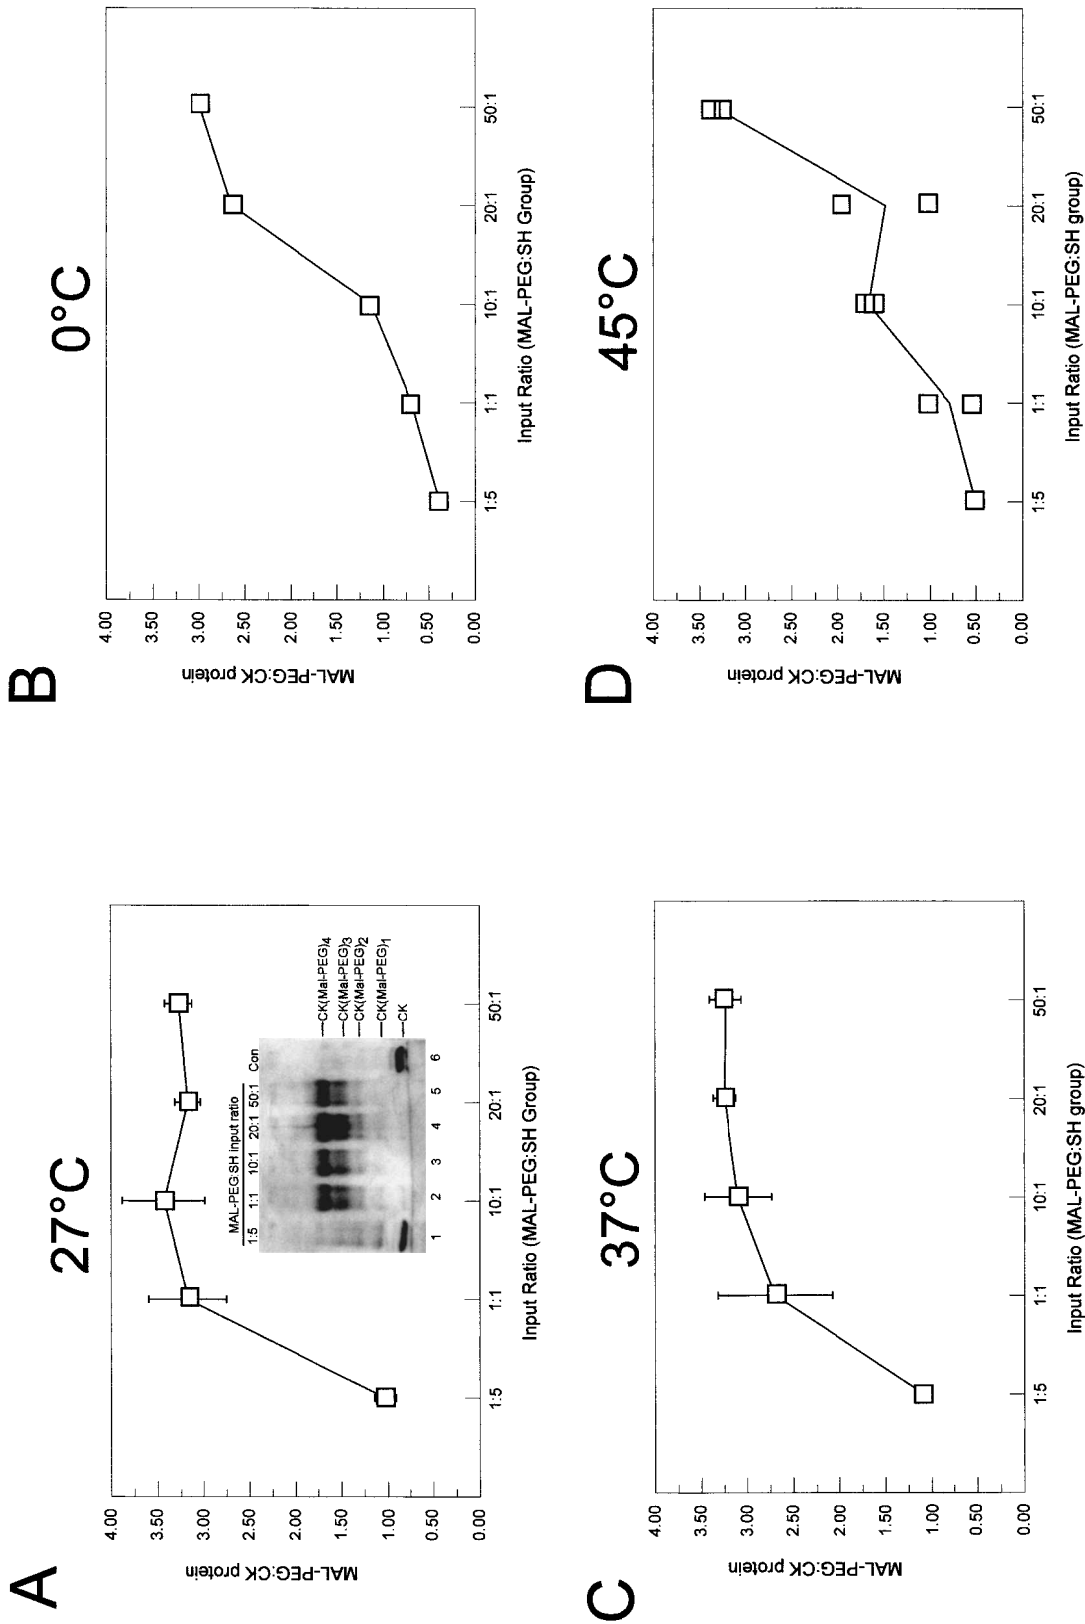 A
27°C
4.00
3.50
3.00
2.50
2.00
1.50
1.00
0.50
0.00
MAL-PEG:CK protein
MAL-PEG:SH input ratio
1:5 1:1 10:1 20:1 50:1 Con
CK(Mal-PEG)4
CK(Mal-PEG)3
CK(Mal-PEG)2
CK(Mal-PEG)1
CK
1 2 3 4 5 6
1:5 1:1 10:1 20:1 50:1
Input Ratio (MAL-PEG:SH Group)
B
0°C
4.00
3.50
3.00
2.50
2.00
1.50
1.00
0.50
0.00
MAL-PEG:CK protein
1:5 1:1 10:1 20:1 50:1
Input Ratio (MAL-PEG:SH Group)
C
37°C
4.00
3.50
3.00
2.50
2.00
1.50
1.00
0.50
0.00
MAL-PEG:CK protein
1:5 1:1 10:1 20:1 50:1
Input Ratio (MAL-PEG:SH group)
D
45°C
4.00
3.50
3.00
2.50
2.00
1.50
1.00
0.50
0.00
MAL-PEG:CK protein
1:5 1:1 10:1 20:1 50:1
Input Ratio (MAL-PEG:SH group)